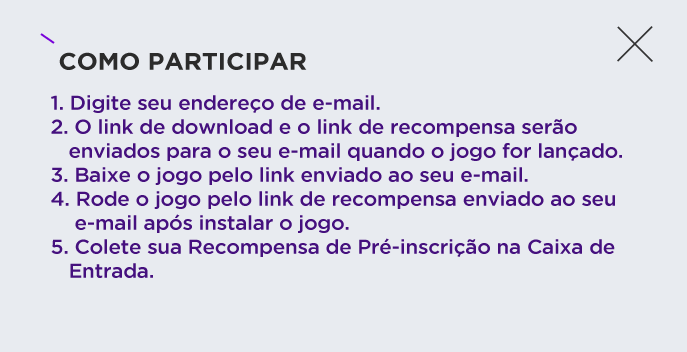 COMO PARTICIPAR
1. Digite seu endereço de e-mail.
2. O link de download e o link de recompensa serão
enviados para o seu e-mail quando o jogo for lançado.
3. Baixe o jogo pelo link enviado ao seu e-mail.
4. Rode o jogo pelo link de recompensa enviado ao seu
e-mail após instalar o jogo.
5. Colete sua Recompensa de Pré-inscrição na Caixa de
Entrada.